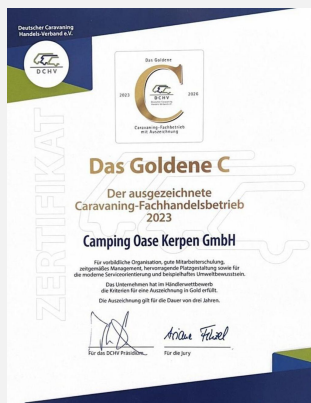 Deutscher Caravaning
Handels-Verband e.V.
DCHV
Das Goldene
2023 2026
C
DCHV
Caravaning-Fachbetrieb
mit Auszeichnung
ZERTIFIKAT
Das Goldene C
Der ausgezeichnete
Caravaning-Fachhandelsbetrieb
2023
Camping Oase Kerpen GmbH
Für vorbildliche Organisation, gute Mitarbeiterschulung,
zeitgemäßes Management, hervorragende Platzgestaltung sowie für
die moderne Serviceorientierung und beispielhaftes Umweltbewusstsein.
Das Unternehmen hat im Händlerwettbewerb
die Kriterien für eine Auszeichnung in Gold erfüllt.
Die Auszeichnung gilt für die Dauer von drei Jahren.
Für das DCHV Präsidium Für die Jury